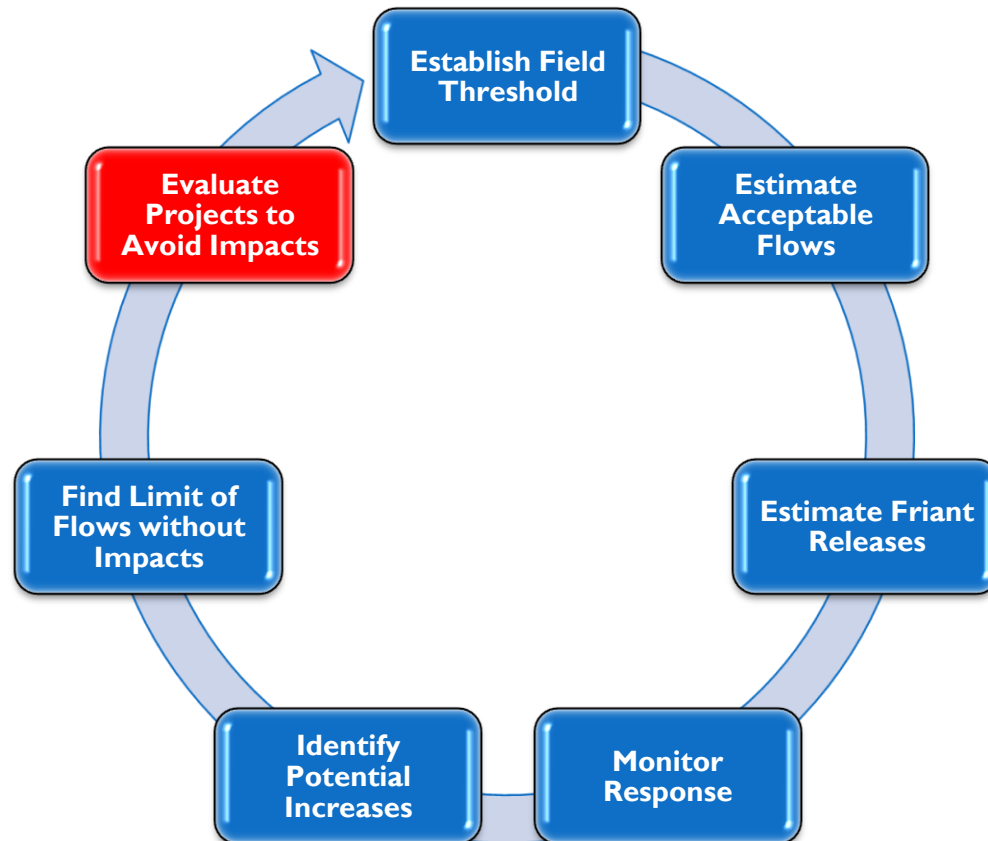 Establish Field
Threshold
Estimate
Acceptable
Flows
Estimate Friant
Releases
Monitor
Response
Identify
Potential
Increases
Find Limit of
Flows without
Impacts
Evaluate
Projects to
Avoid Impacts